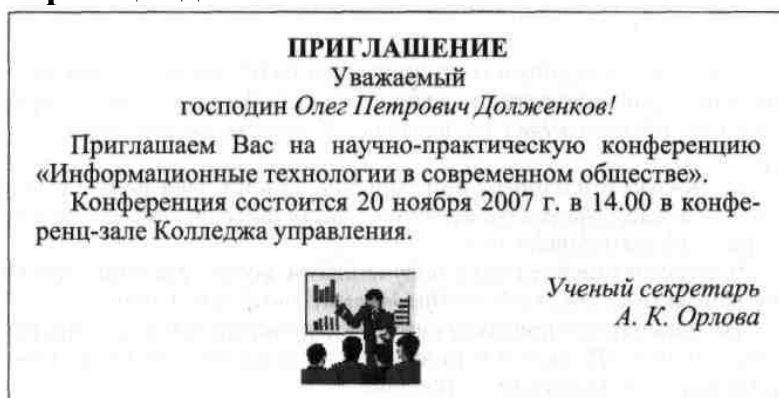 ПРИГЛАШЕНИЕ
Уважаемый
господин Олег Петрович Долженков!
Приглашаем Вас на научно-практическую конференцию
«Информационные технологии в современном обществе».
Конференция состоится 20 ноября 2007 г. в 14.00 в конфе-
ренц-зале Колледжа управления.
Ученый секретарь
А. К. Орлова